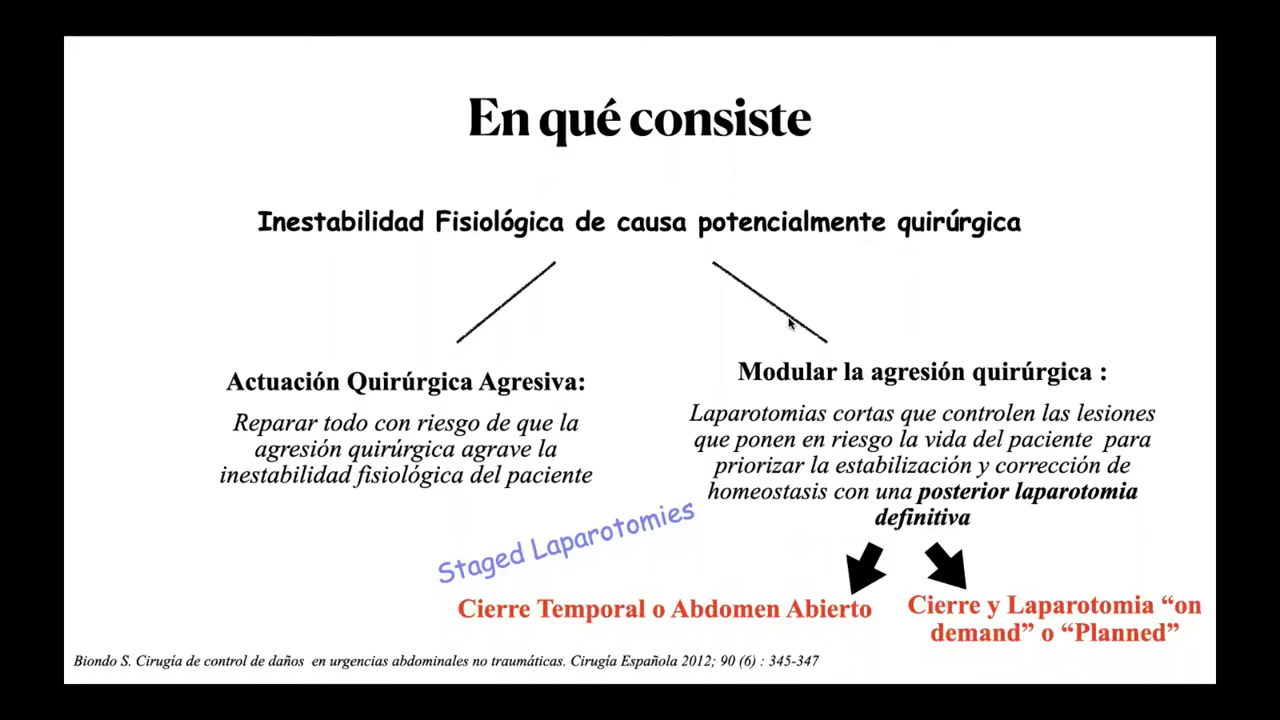 En qué consiste
Inestabilidad Fisiológica de causa potencialmente quirúrgica
Actuación Quirúrgica Agresiva:
Reparar todo con riesgo de que la
agresión quirúrgica agrave la
inestabilidad fisiológica del paciente
Modular la agresión quirúrgica :
Laparotomias cortas que controlen las lesiones
que ponen en riesgo la vida del paciente para
priorizar la estabilización y corrección de
homeostasis con una posterior laparotomia
definitiva
Staged Laparotomies
Cierre Temporal o Abdomen Abierto
Cierre y Laparotomia “on
demand” o “Planned”
Biondo S. Cirugía de control de daños en urgencias abdominales no traumáticas. Cirugía Española 2012; 90 (6) : 345-347